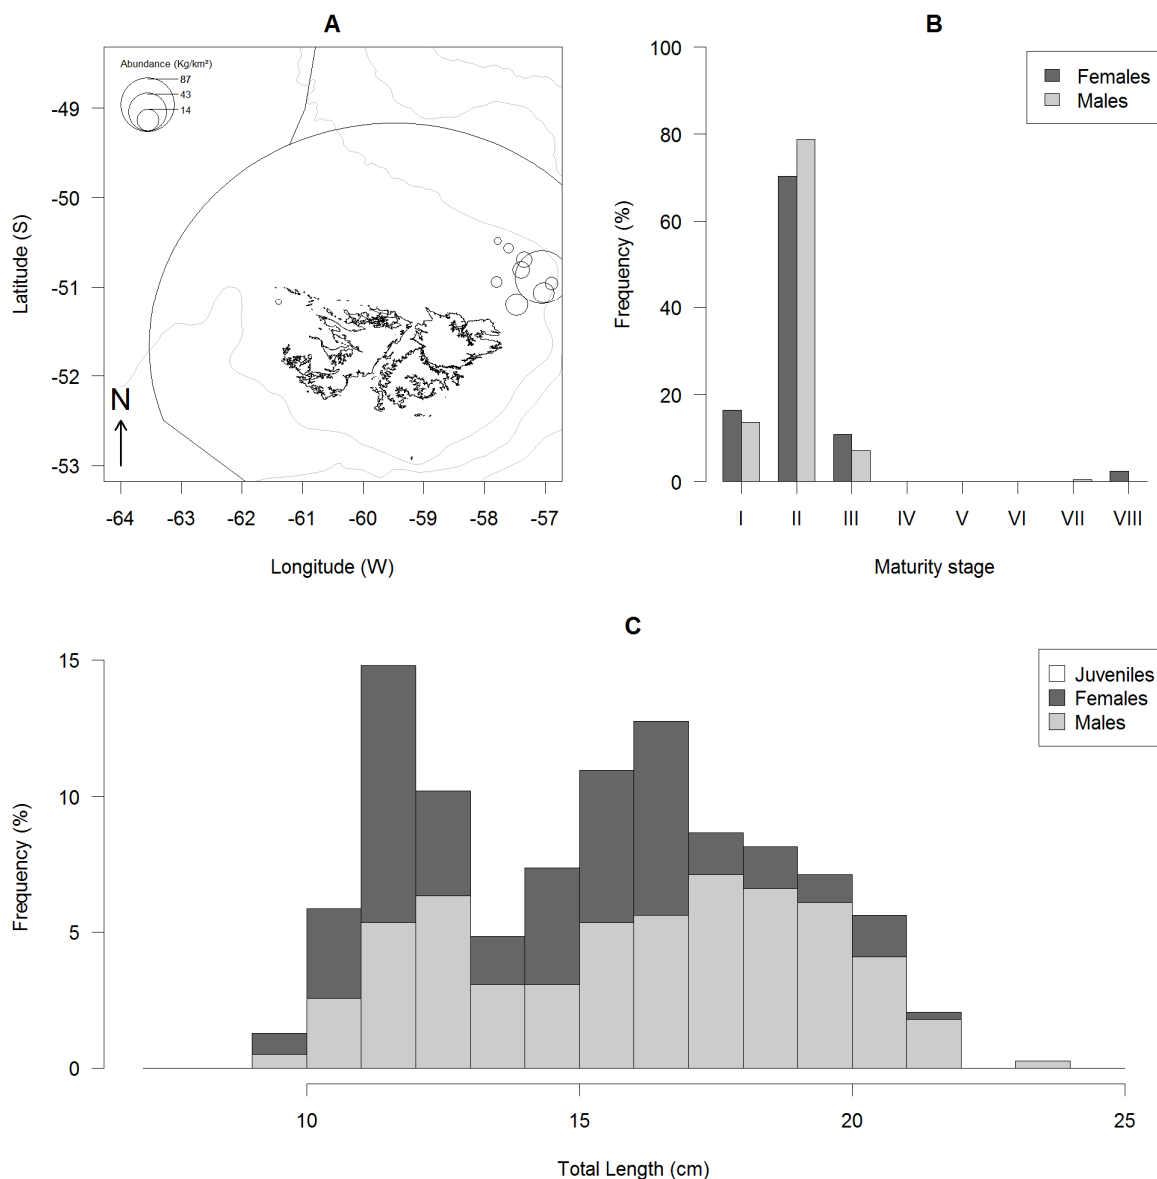 A
Abundance (Kg/km²)
87
43
14
-49
-50
-51
-52
-53
Latitude (S)
N
-64 -63 -62 -61 -60 -59 -58 -57
Longitude (W)
B
100
80
60
40
20
0
Frequency (%)
Females
Males
I II III IV V VI VII VIII
Maturity stage
C
15
10
5
0
Frequency (%)
Juveniles
Females
Males
10 15 20 25
Total Length (cm)